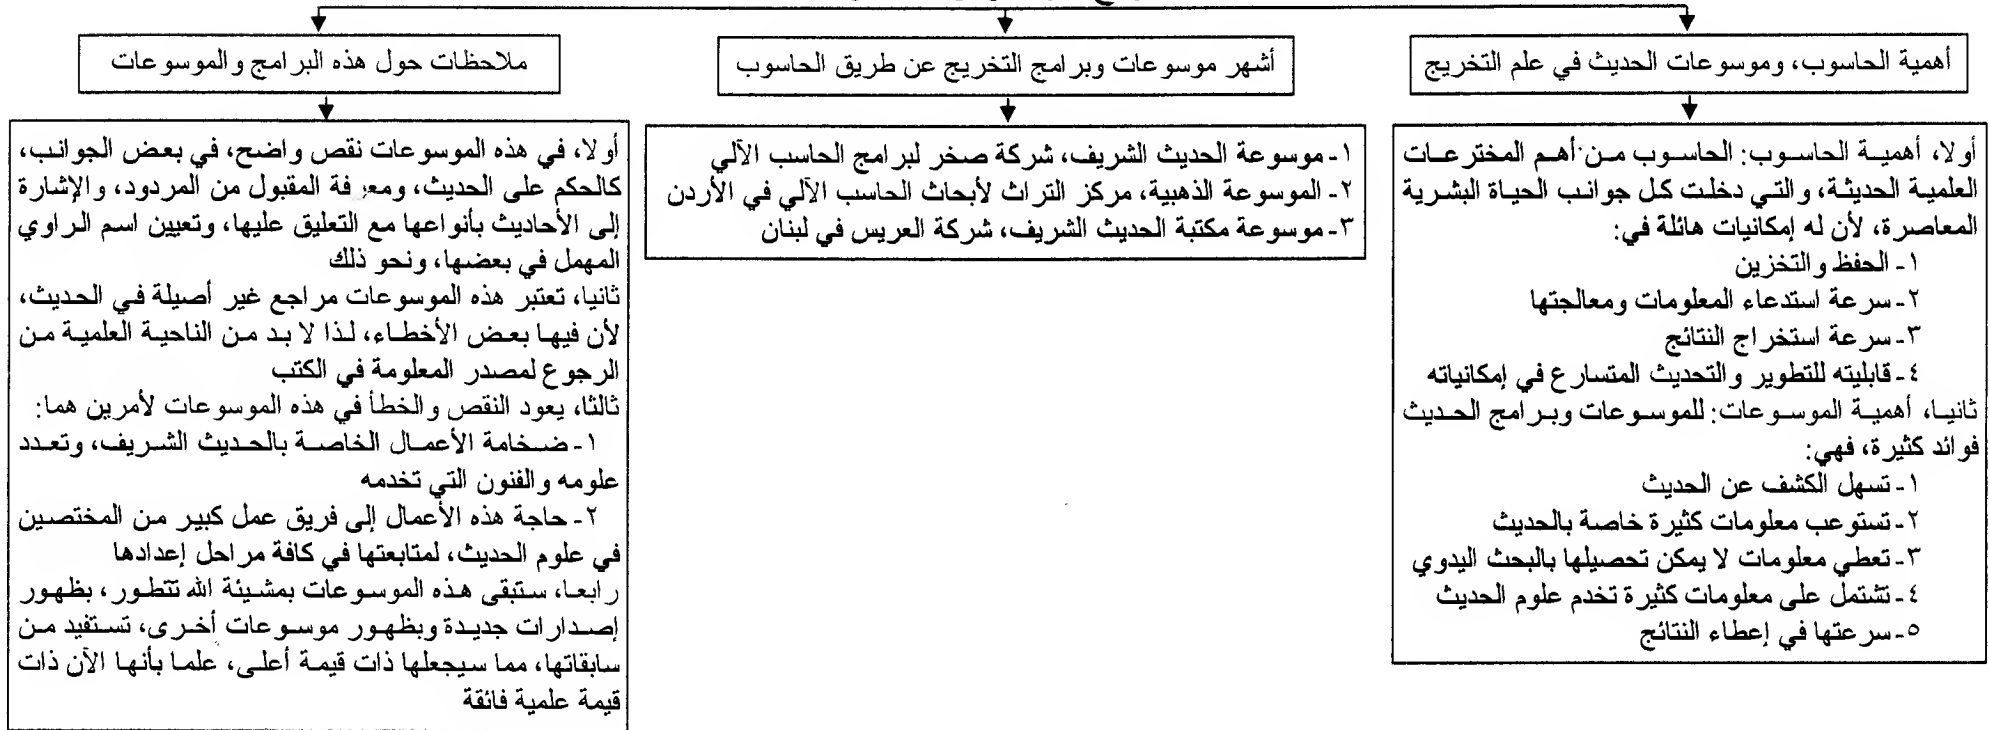 أهمية الحاسوب، وموسوعات الحديث في علم التخريج
أولا، أهمية الحاسوب: الحاسوب من أهم المخترعات
العلمية الحديثة، والتي دخلت كل جوانب الحياة البشرية
المعاصرة، لأن له إمكانيات هائلة في:
١- الحفظ والتخزين
٢- سرعة استدعاء المعلومات ومعالجتها
٣- سرعة استخراج النتائج
٤- قابليته للتطوير والتحديث المتسارع في إمكانياته
ثانيا، أهمية الموسوعات: للموسوعات وبرامج الحديث
فوائد كثيرة، فهي:
١- تسهل الكشف عن الحديث
٢- تستوعب معلومات كثيرة خاصة بالحديث
٣- تعطي معلومات لا يمكن تحصيلها بالبحث اليدوي
٤- تشتمل على معلومات كثيرة تخدم علوم الحديث
٥- سرعتها في إعطاء النتائج
أشهر موسوعات وبرامج التخريج عن طريق الحاسوب
١- موسوعة الحديث الشريف، شركة صخر لبرامج الحاسب الآلي
٢- الموسوعة الذهبية، مركز التراث لأبحاث الحاسب الآلي في الأردن
٣- موسوعة مكتبة الحديث الشريف، شركة العريس في لبنان
ملاحظات حول هذه البرامج والموسوعات
أولا، في هذه الموسوعات نقص واضح، في بعض الجوانب،
كالحكم على الحديث، ومعرفة المقبول من المردود، والإشارة
إلى الأحاديث بأنواعها مع التعليق عليها، وتعيين اسم الراوي
المهمل في بعضها، ونحو ذلك
ثانيا، تعتبر هذه الموسوعات مراجع غير أصيلة في الحديث،
لأن فيها بعض الأخطاء، لذا لا بد من الناحية العلمية من
الرجوع لمصدر المعلومة في الكتب
ثالثا، يعود النقص والخطأ في هذه الموسوعات لأمرين هما:
١- ضخامة الأعمال الخاصة بالحديث الشريف، وتعدد
علومه والفنون التي تخدمه
٢- حاجة هذه الأعمال إلى فريق عمل كبير من المختصين
في علوم الحديث، لمتابعتها في كافة مراحل إعدادها
رابعا، ستبقى هذه الموسوعات بمشيئة الله تتطور، بظهور
إصدارات جديدة وبظهور موسوعات أخرى، تستفيد من
سابقاتها، مما سيجعلها ذات قيمة أعلى، علما بأنها الآن ذات
قيمة علمية فائقة